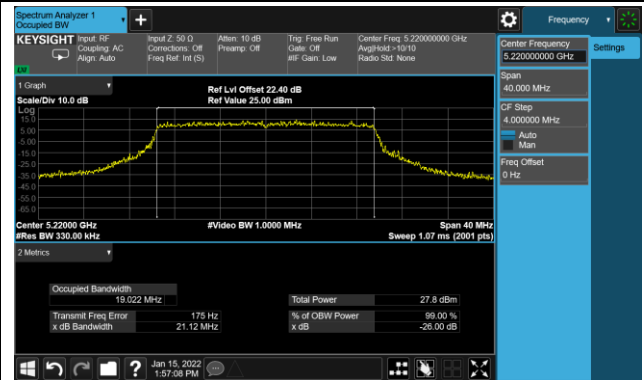 Spectrum Analyzer 1
Occupied BW
Frequency
KEYSIGHT
Input: RF
Coupling: AC
Align: Auto
Input Z: 50 Ω
Corrections: Off
Freq Ref: Int (S)
Atten: 10 dB
Preamp: Off
Trig: Free Run
Gate: Off
#IF Gain: Low
Center Freq: 5.220000000 GHz
Avg|Hold:>10/10
Radio Std: None
Center Frequency
5.220000000 GHz
Settings
Span
40.000 MHz
CF Step
4.000000 MHz
Auto
Man
Freq Offset
0 Hz
1 Graph
Scale/Div 10.0 dB
Ref Lvl Offset 22.40 dB
Ref Value 25.00 dBm
Log
15.0
5.00
-5.00
-15.0
-25.0
-35.0
-45.0
-55.0
-65.0
Center 5.22000 GHz
#Res BW 330.00 kHz
#Video BW 1.0000 MHz
Span 40 MHz
Sweep 1.07 ms (2001 pts)
2 Metrics
Occupied Bandwidth
19.022 MHz
Transmit Freq Error 175 Hz
x dB Bandwidth 21.12 MHz
Total Power 27.8 dBm
% of OBW Power 99.00 %
x dB -26.00 dB
Jan 15, 2022
1:57:08 PM